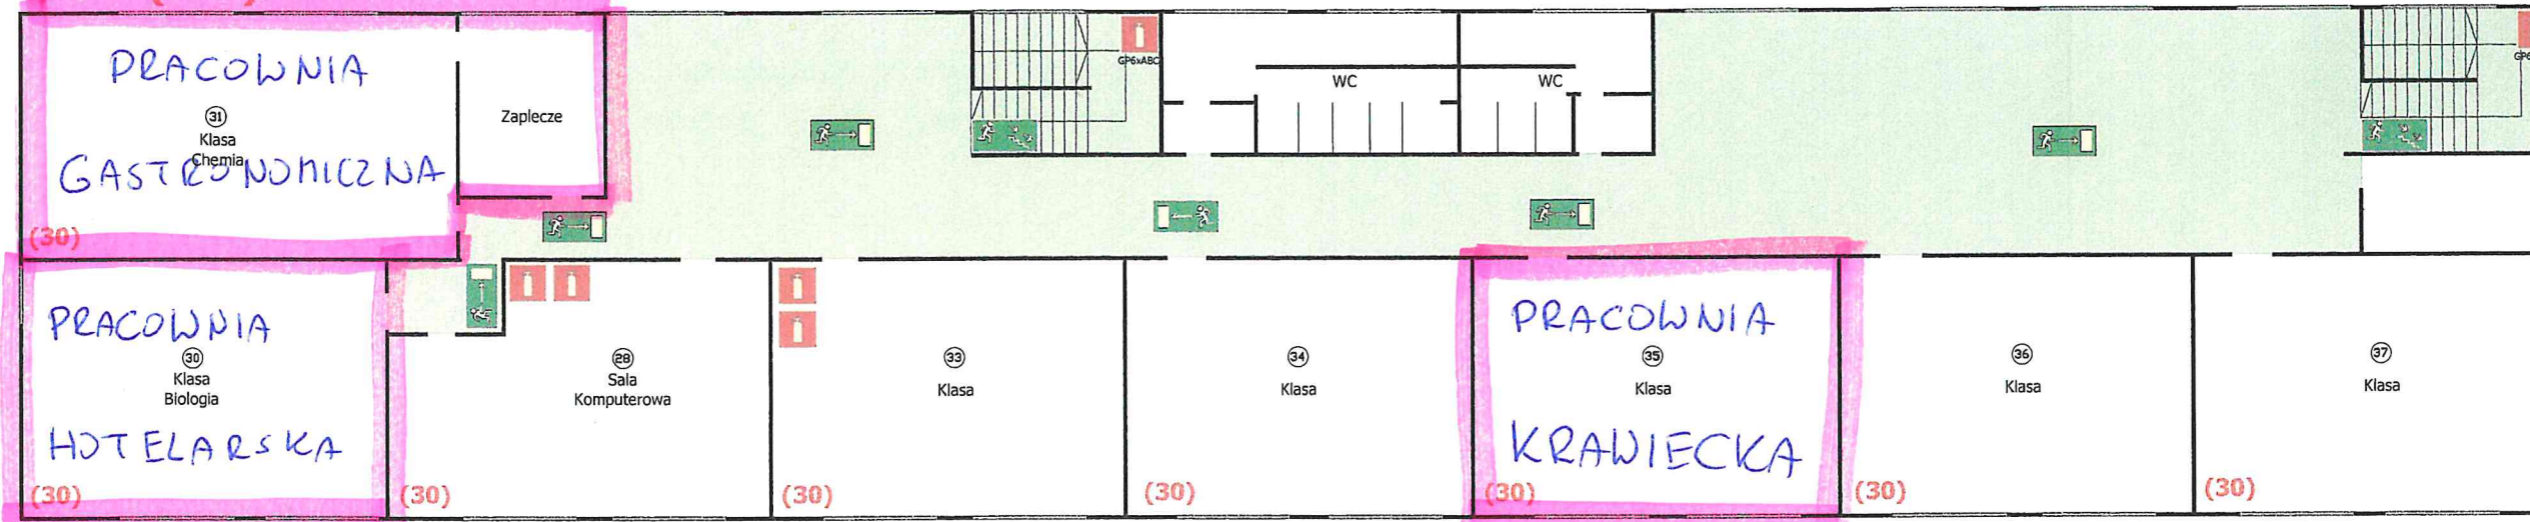 PRACOWNIA
31
Klasa
Chemia
GASTRONOMICZNA
(30)
Zaplecze
GP6xABC
WC
WC
PRACOWNIA
30
Klasa
Biologia
HOTELARSKA
(30)
28
Sala
Komputerowa
(30)
33
Klasa
(30)
34
Klasa
(30)
PRACOWNIA
35
Klasa
KRAWIECKA
(30)
36
Klasa
(30)
37
Klasa
(30)